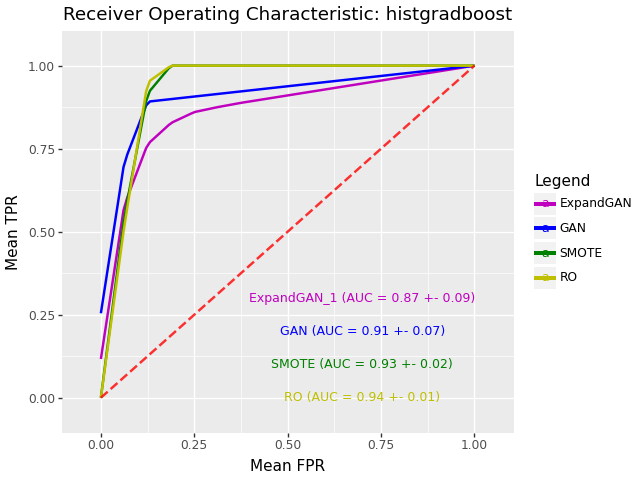 Receiver Operating Characteristic: histgradboost
1.00
0.75
0.50
0.25
0.00
Mean TPR
ExpandGAN_1 (AUC = 0.87 +- 0.09)
GAN (AUC = 0.91 +- 0.07)
SMOTE (AUC = 0.93 +- 0.02)
RO (AUC = 0.94 +- 0.01)
0.00 0.25 0.50 0.75 1.00
Mean FPR
Legend
a ExpandGAN
a GAN
a SMOTE
a RO